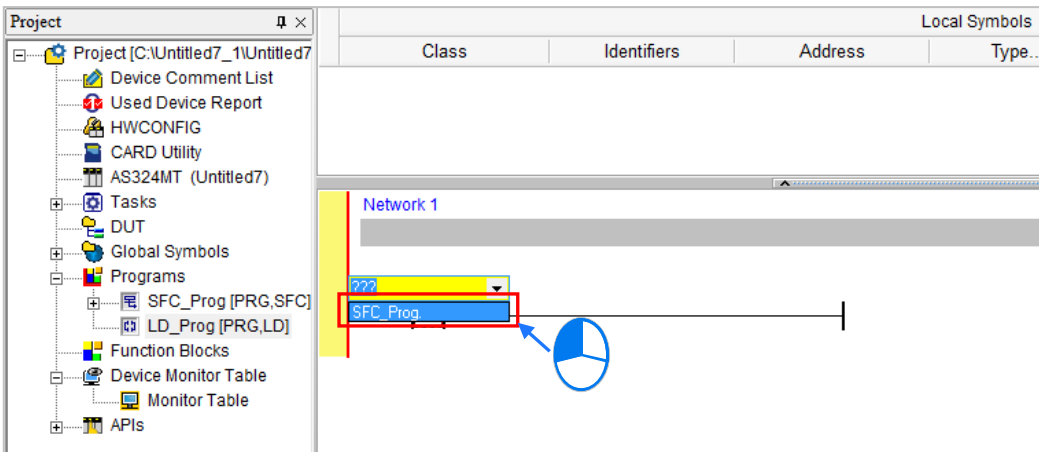 Project
Project [C:\Untitled7_1\Untitled7
Device Comment List
Used Device Report
HWCONFIG
CARD Utility
AS324MT (Untitled7)
Tasks
DUT
Global Symbols
Programs
SFC_Prog [PRG,SFC]
LD_Prog [PRG,LD]
Function Blocks
Device Monitor Table
Monitor Table
APIs
Local Symbols
Class Identifiers Address Type..
Network 1
???
SFC_Prog.